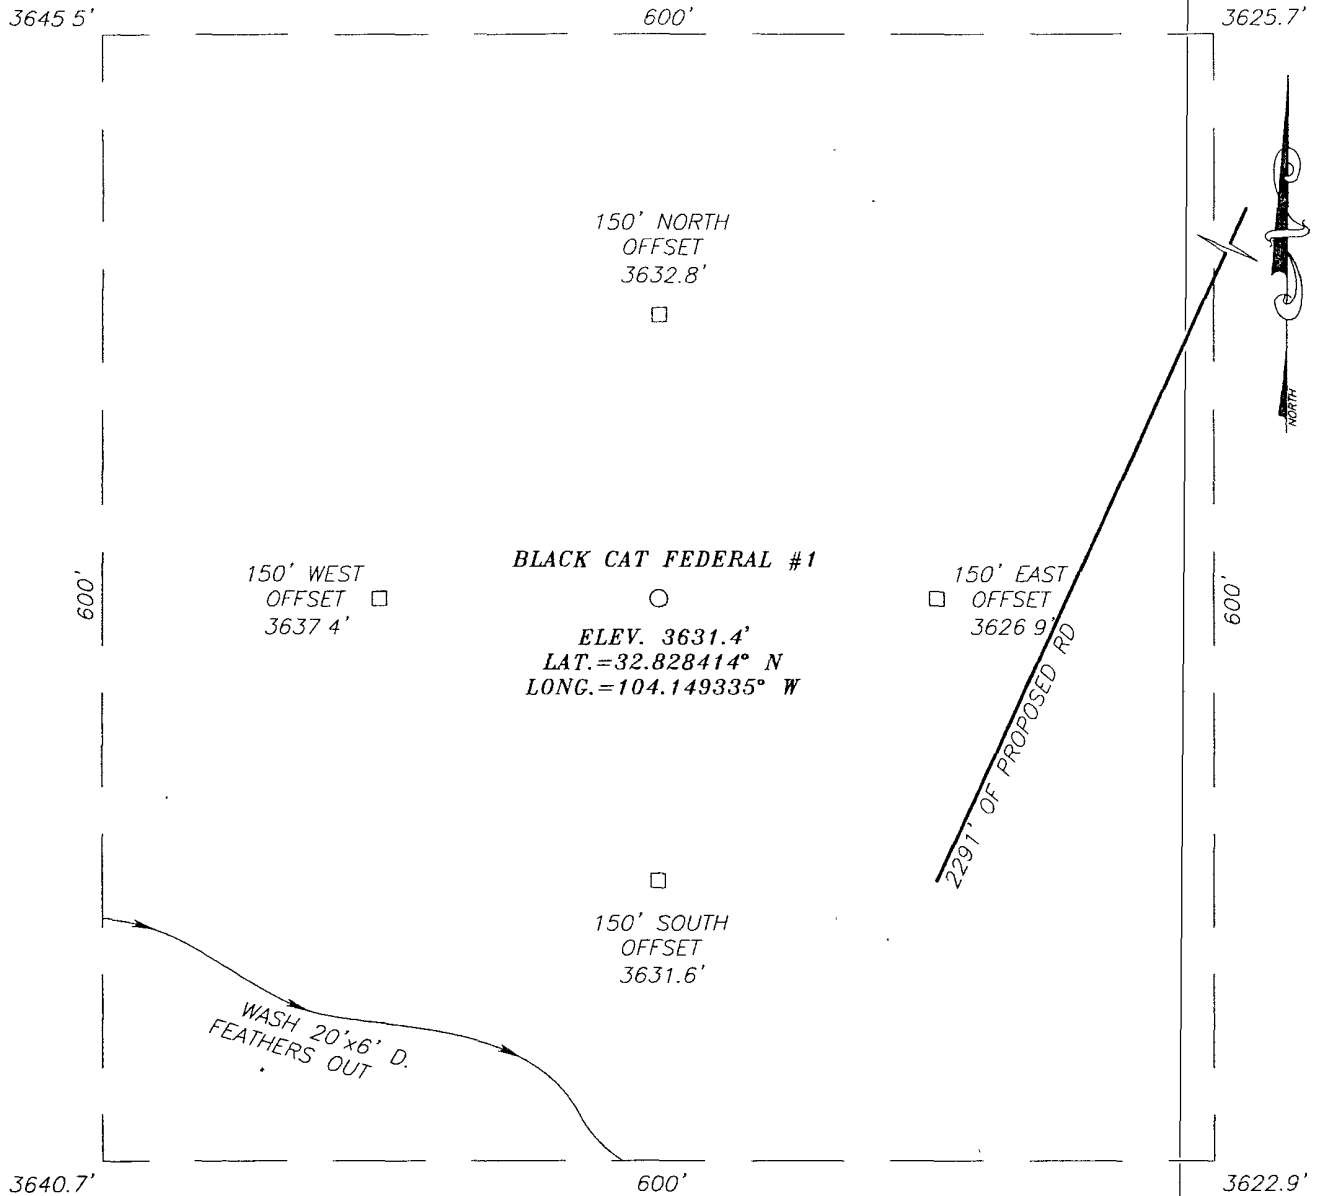 3645 5'
600'
3625.7'
150' NORTH
OFFSET
3632.8'
NORTH
BLACK CAT FEDERAL #1
150' WEST
OFFSET
3637 4'
150' EAST
OFFSET
3626 9'
600'
600'
ELEV. 3631.4'
LAT.=32.828414° N
LONG.=104.149335° W
2291' OF PROPOSED RD
150' SOUTH
OFFSET
3631.6'
WASH 20'x6' D.
FEATHERS OUT
3640.7'
600'
3622.9'